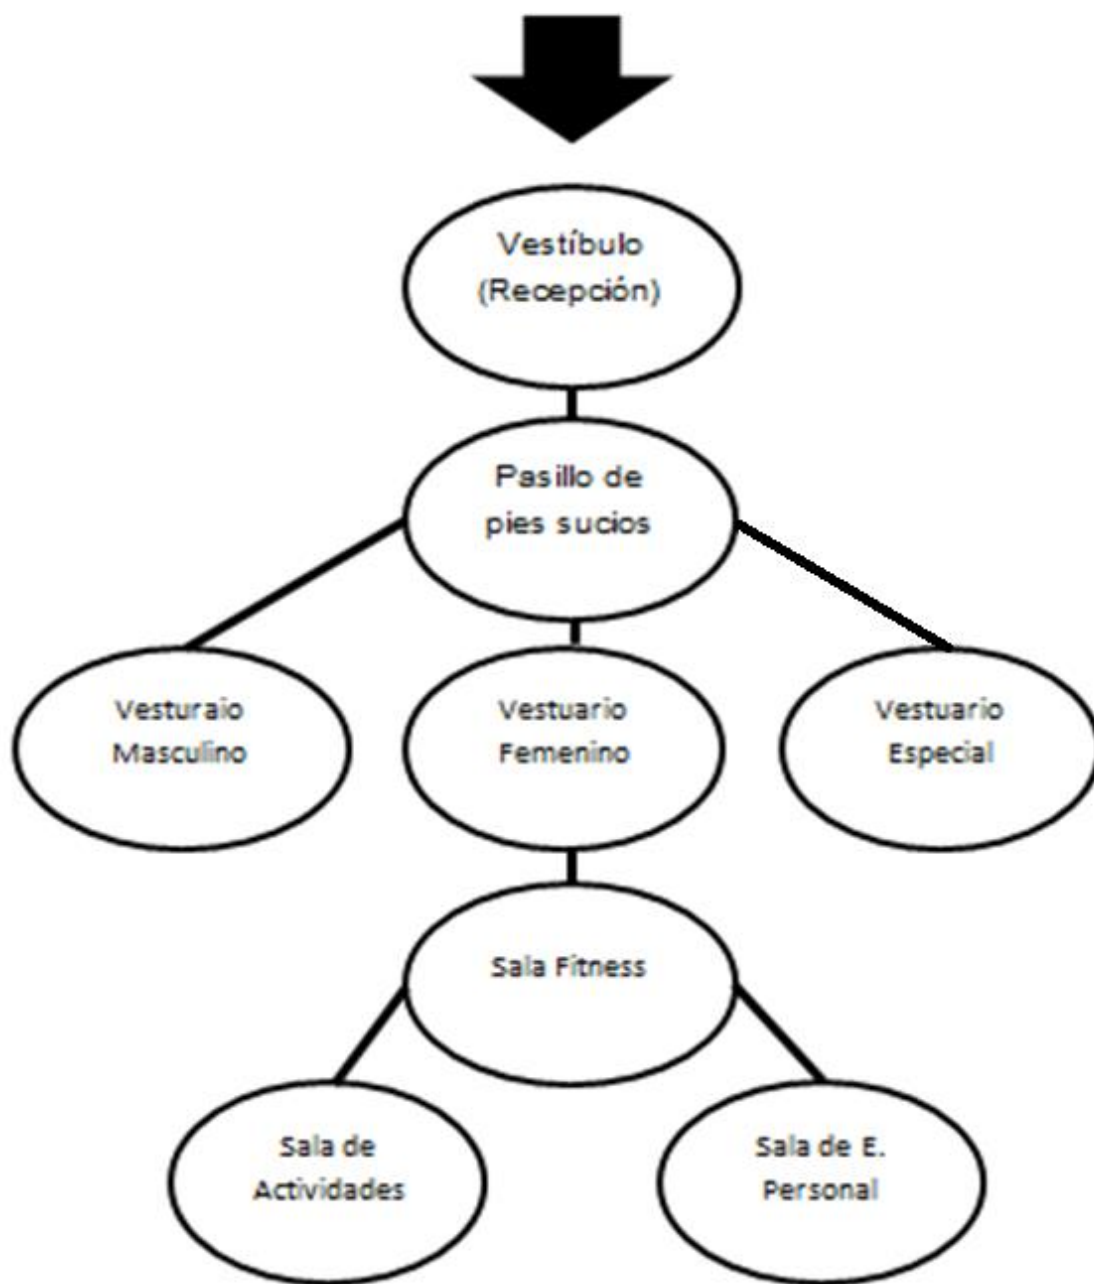 Vestíbulo
(Recepción)
Pasillo de
pies sucios
Vesturaio
Masculino
Vestuario
Femenino
Vestuario
Especial
Sala Fitness
Sala de
Actividades
Sala de E.
Personal